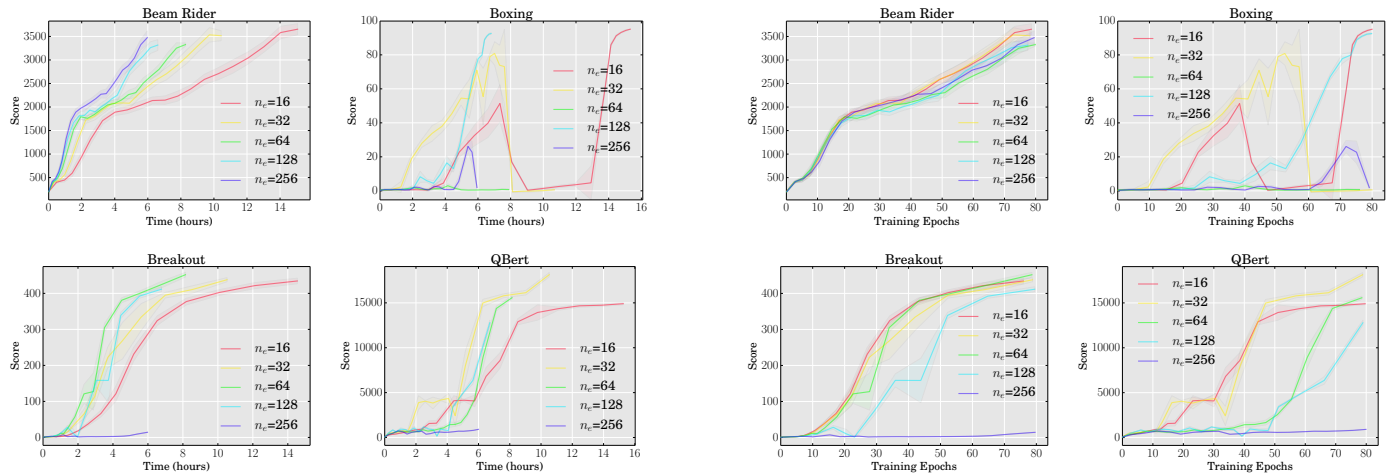 Beam Rider
3500
3000
2500
2000
1500
1000
500
Score
0 2 4 6 8 10 12 14
Time (hours)
n_e=16
n_e=32
n_e=64
n_e=128
n_e=256
Boxing
100
80
60
40
20
0
Score
0 2 4 6 8 10 12 14 16
Time (hours)
n_e=16
n_e=32
n_e=64
n_e=128
n_e=256
Beam Rider
3500
3000
2500
2000
1500
1000
500
Score
0 10 20 30 40 50 60 70 80
Training Epochs
n_e=16
n_e=32
n_e=64
n_e=128
n_e=256
Boxing
100
80
60
40
20
0
Score
0 10 20 30 40 50 60 70 80
Training Epochs
n_e=16
n_e=32
n_e=64
n_e=128
n_e=256
Breakout
400
300
200
100
0
Score
0 2 4 6 8 10 12 14
Time (hours)
n_e=16
n_e=32
n_e=64
n_e=128
n_e=256
QBert
15000
10000
5000
0
Score
0 2 4 6 8 10 12 14 16
Time (hours)
n_e=16
n_e=32
n_e=64
n_e=128
n_e=256
Breakout
400
300
200
100
0
Score
0 10 20 30 40 50 60 70 80
Training Epochs
n_e=16
n_e=32
n_e=64
n_e=128
n_e=256
QBert
15000
10000
5000
0
Score
0 10 20 30 40 50 60 70 80
Training Epochs
n_e=16
n_e=32
n_e=64
n_e=128
n_e=256